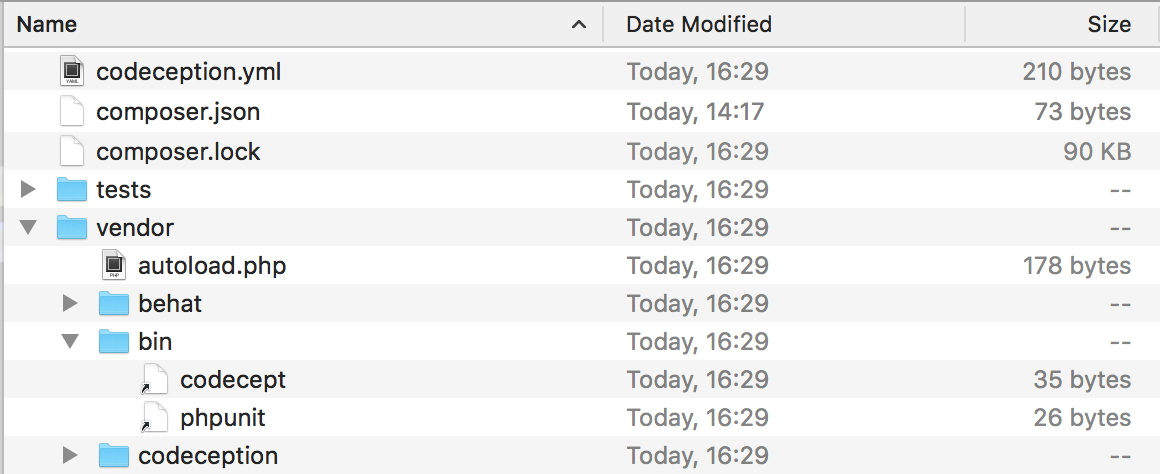 Name Date Modified Size
codeception.yml Today, 16:29 210 bytes
composer.json Today, 14:17 73 bytes
composer.lock Today, 16:29 90 KB
tests Today, 16:29 --
vendor Today, 16:29 --
autoload.php Today, 16:29 178 bytes
behat Today, 16:29 --
bin Today, 16:29 --
codecept Today, 16:29 35 bytes
phpunit Today, 16:29 26 bytes
codeception Today, 16:29 --
YAML
PHP